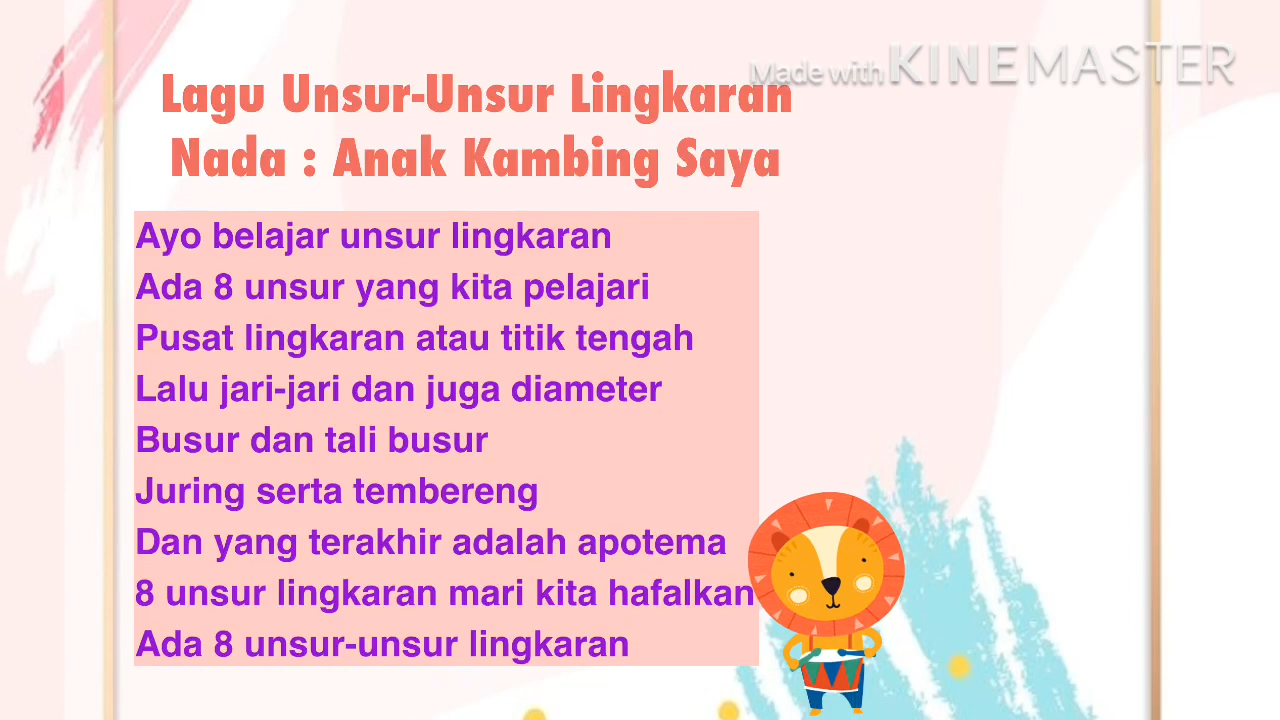 Made with KINEMASTER
Lagu Unsur-Unsur Lingkaran
Nada : Anak Kambing Saya
Ayo belajar unsur lingkaran
Ada 8 unsur yang kita pelajari
Pusat lingkaran atau titik tengah
Lalu jari-jari dan juga diameter
Busur dan tali busur
Juring serta tembereng
Dan yang terakhir adalah apotema
8 unsur lingkaran mari kita hafalkan
Ada 8 unsur-unsur lingkaran